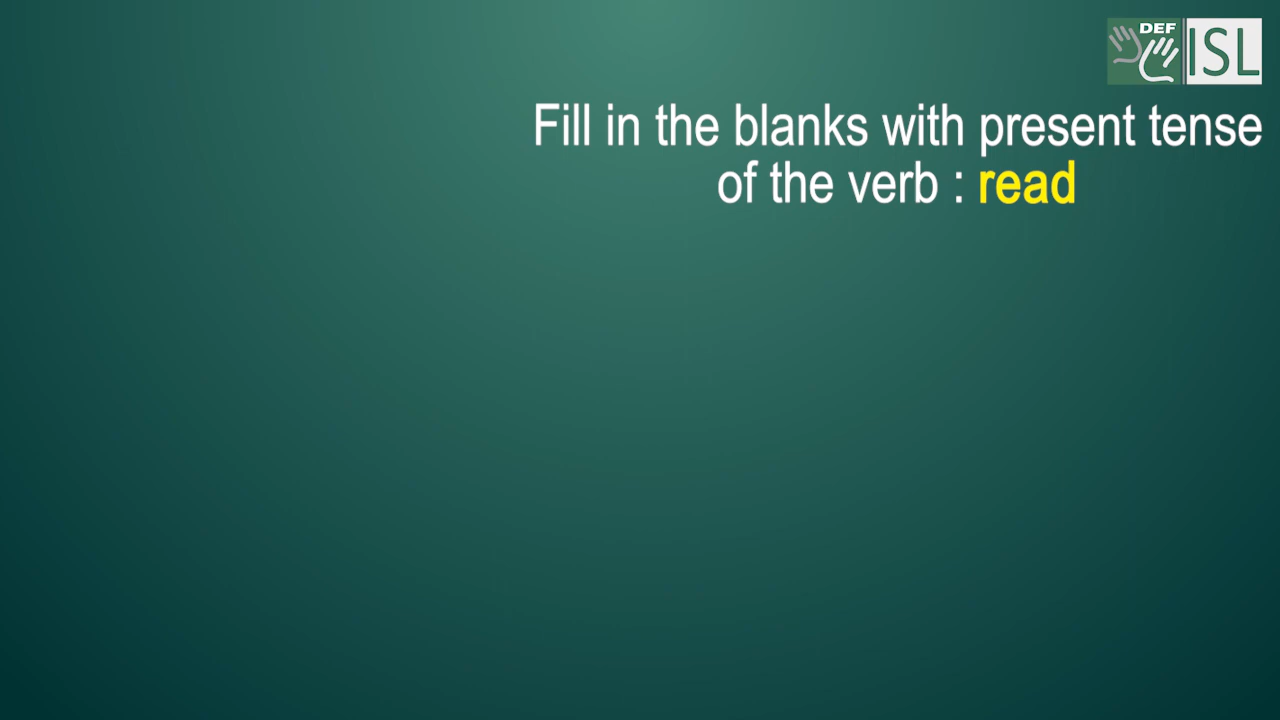 DEF
ISL
Fill in the blanks with present tense
of the verb : read